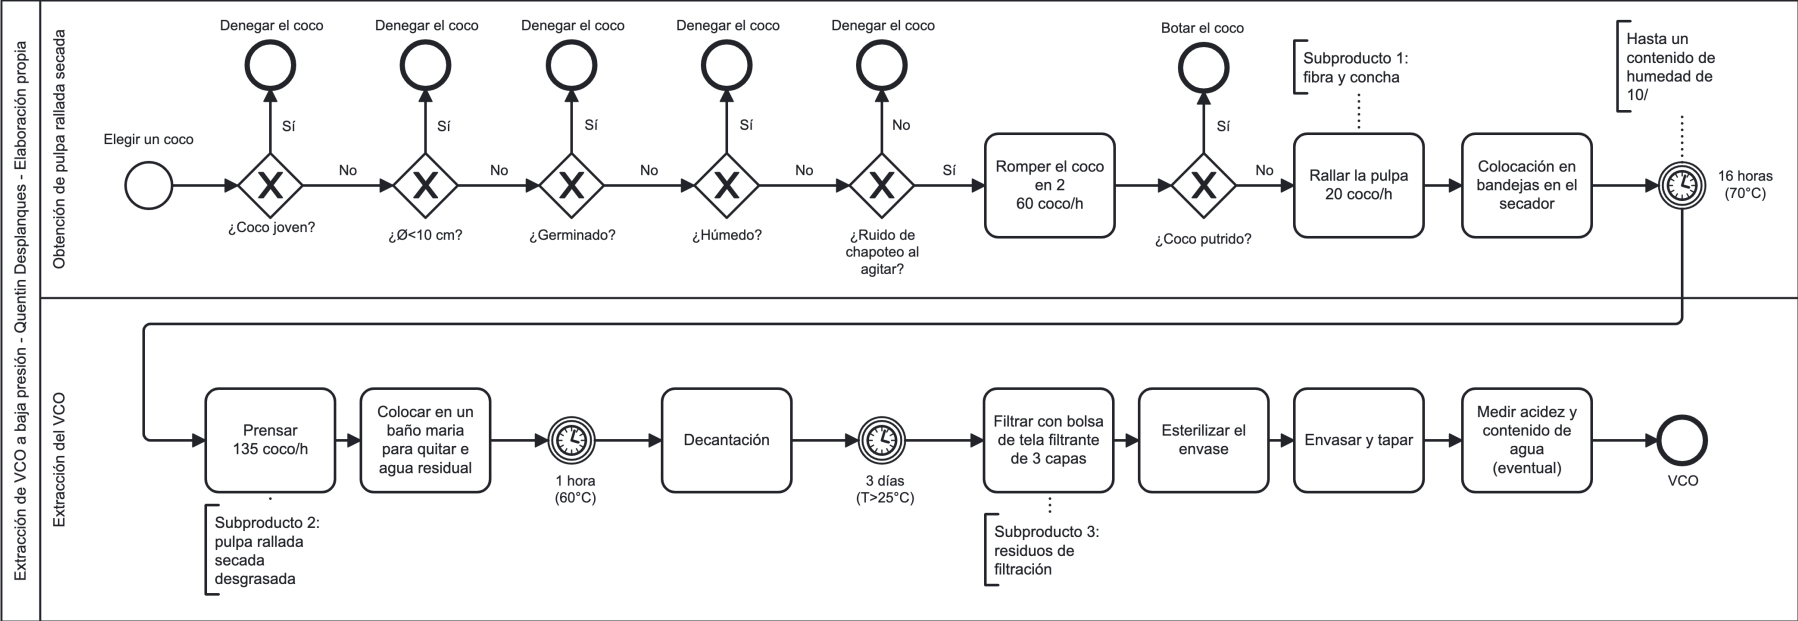 Extracción de VCO a baja presión - Quentin Desplanques - Elaboración propia
Obtención de pulpa rallada secada
Elegir un coco
Denegar el coco
Sí
No
¿Coco joven?
Denegar el coco
Sí
No
¿Ø<10 cm?
Denegar el coco
Sí
No
¿Germinado?
Denegar el coco
Sí
No
¿Húmedo?
Denegar el coco
No
Sí
¿Ruido de
chapoteo al
agitar?
Romper el coco
en 2
60 coco/h
Botar el coco
Sí
No
¿Coco putrido?
Subproducto 1:
fibra y concha
Rallar la pulpa
20 coco/h
Colocación en
bandejas en el
secador
Hasta un
contenido de
humedad de
10/
16 horas
(70°C)
Extracción del VCO
Prensar
135 coco/h
Subproducto 2:
pulpa rallada
secada
desgrasada
Colocar en un
baño maria
para quitar e
agua residual
1 hora
(60°C)
Decantación
3 días
(T>25°C)
Filtrar con bolsa
de tela filtrante
de 3 capas
Subproducto 3:
residuos de
filtración
Esterilizar el
envase
Envasar y tapar
Medir acidez y
contenido de
agua
(eventual)
VCO